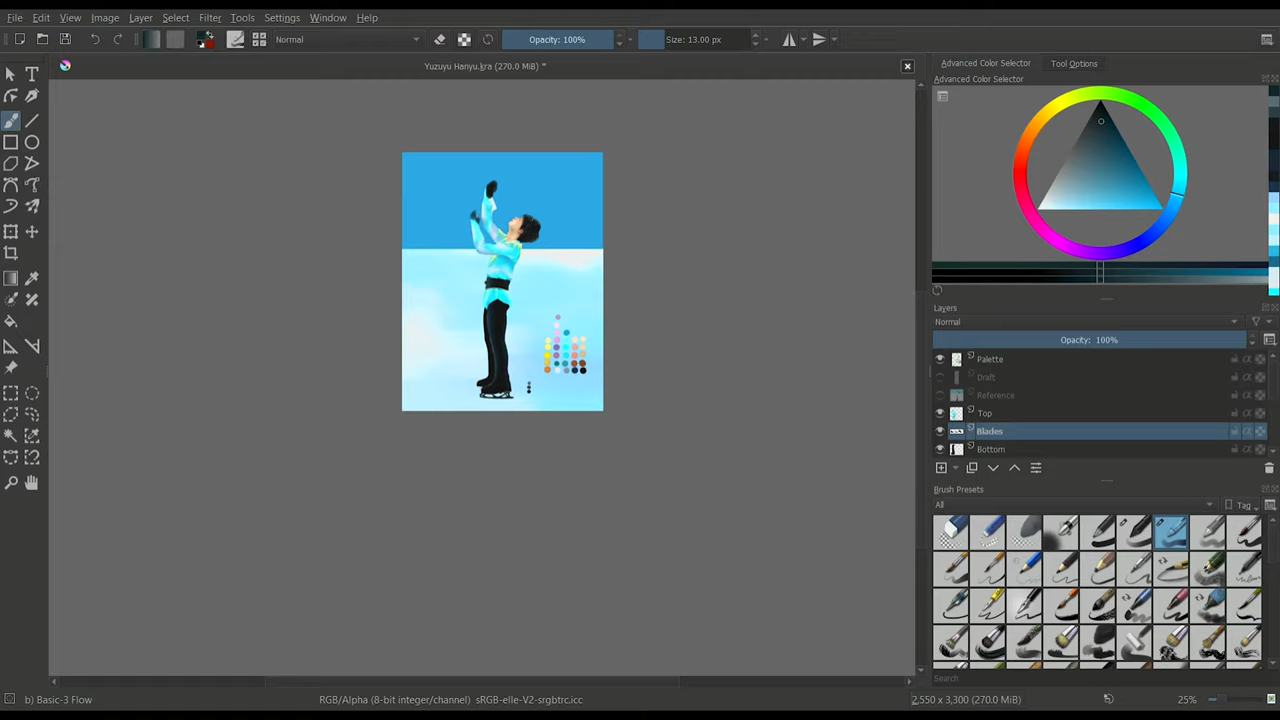 File Edit View Image Layer Select Filter Tools Settings Window Help
Normal Opacity: 100% Size: 13.00 px
Yuzuyu Hanyu.kra (270.0 MiB) *
Advanced Color Selector Tool Options
Advanced Color Selector
Layers
Normal
Opacity: 100%
Palette
Draft
Reference
Top
Blades
Bottom
Brush Presets
All Tag
Search
b) Basic-3 Flow RGB/Alpha (8-bit integer/channel) sRGB-elle-V2-srgbtrc.icc 2,550 x 3,300 (270.0 MiB) 25%